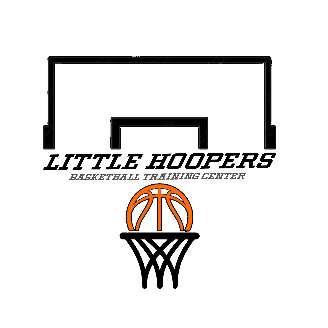 LITTLE HOOPERS
BASKETBALL TRAINING CENTER